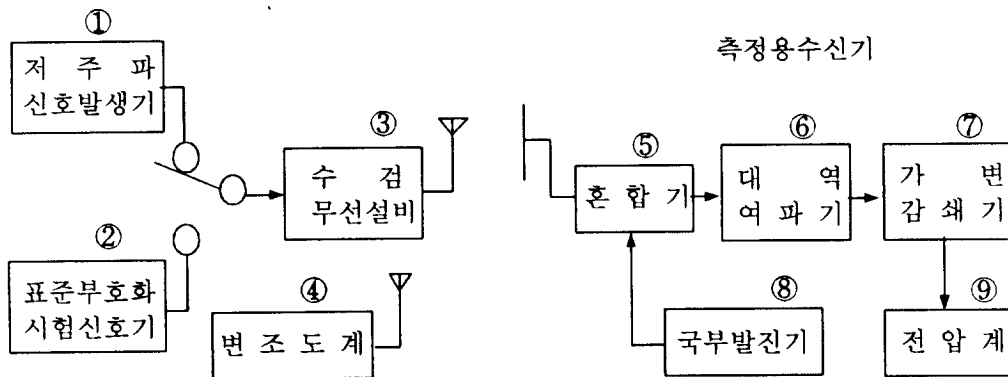 ①
저 주 파
신호발생기
②
표준부호화
시험신호기
③
수 검
무선설비
④
변 조 도 계
측정용수신기
⑤
혼 합 기
⑥
대 역
여 파 기
⑦
가 변
감 쇄 기
⑧
국부발진기
⑨
전 압 계